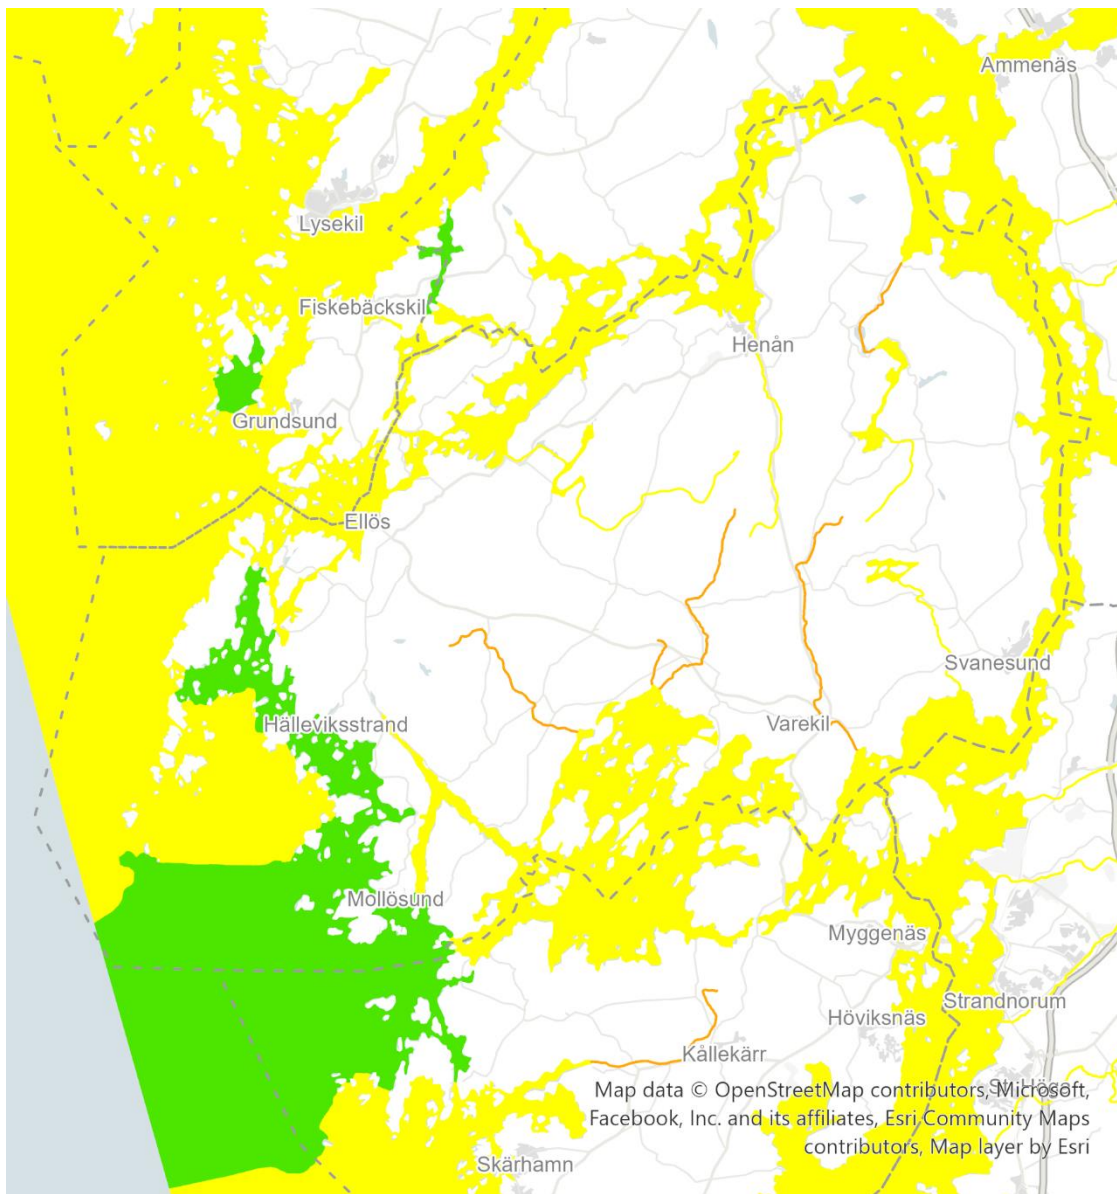 Ammenäs
Lysekil
Fiskebäckskil
Henån
Grundsund
Ellös
Svanesund
Hälleviksstrand
Varekil
Mollösund
Myggenäs
Strandnorum
Höviksnäs
Kållekärr
Map data © OpenStreetMap contributors, Microsoft,
Facebook, Inc. and its affiliates, Esri Community Maps
contributors, Map layer by Esri
Skärhamn